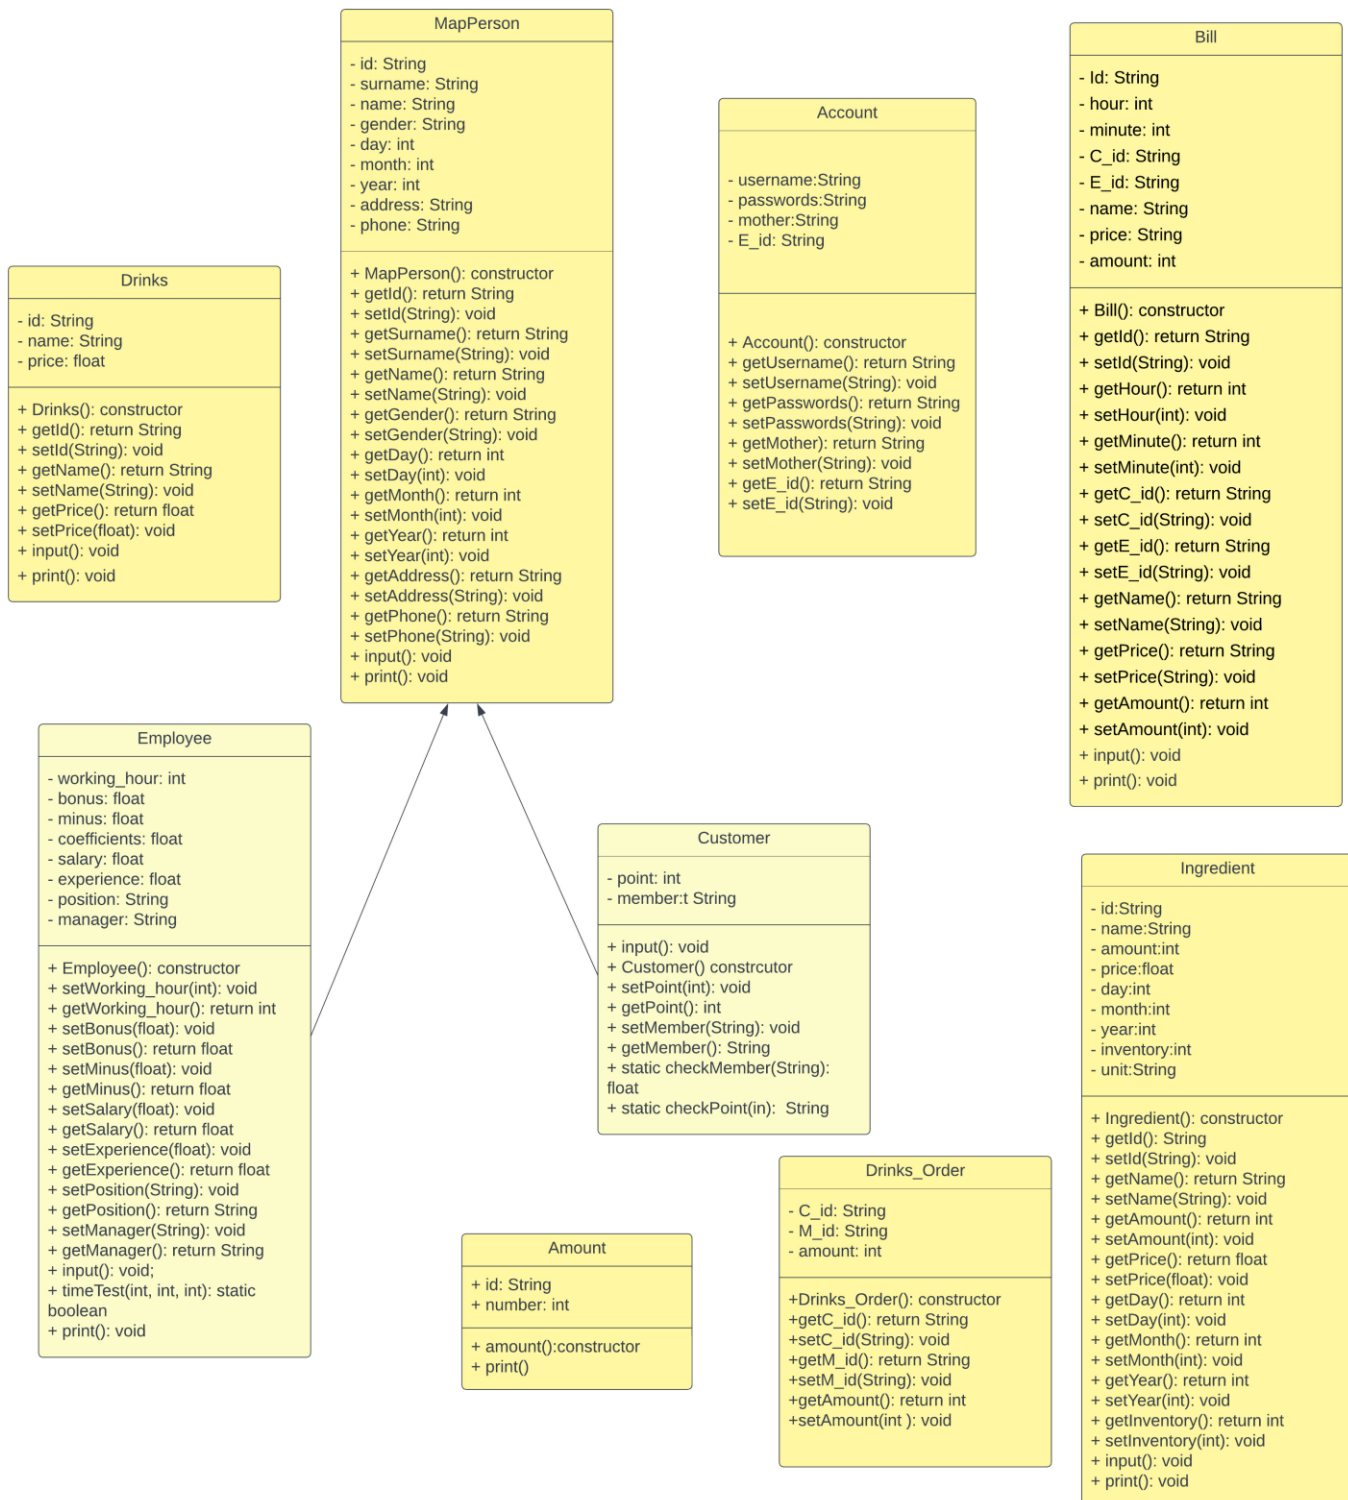 MapPerson
- id: String
- surname: String
- name: String
- gender: String
- day: int
- month: int
- year: int
- address: String
- phone: String
+ MapPerson(): constructor
+ getId(): return String
+ setId(String): void
+ getSurname(): return String
+ setSurname(String): void
+ getName(): return String
+ setName(String): void
+ getGender(): return String
+ setGender(String): void
+ getDay(): return int
+ setDay(int): void
+ getMonth(): return int
+ setMonth(int): void
+ getYear(): return int
+ setYear(int): void
+ getAddress(): return String
+ setAddress(String): void
+ getPhone(): return String
+ setPhone(String): void
+ input(): void
+ print(): void
Bill
- Id: String
- hour: int
- minute: int
- C_id: String
- E_id: String
- name: String
- price: String
- amount: int
+ Bill(): constructor
+ getId(): return String
+ setId(String): void
+ getHour(): return int
+ setHour(int): void
+ getMinute(): return int
+ setMinute(int): void
+ getC_id(): return String
+ setC_id(String): void
+ getE_id(): return String
+ setE_id(String): void
+ getName(): return String
+ setName(String): void
+ getPrice(): return String
+ setPrice(String): void
+ getAmount(): return int
+ setAmount(int): void
+ input(): void
+ print(): void
Account
- username:String
- passwords:String
- mother:String
- E_id: String
+ Account(): constructor
+ getUsername(): return String
+ setUsername(String): void
+ getPasswords(): return String
+ setPasswords(String): void
+ getMother): return String
+ setMother(String): void
+ getE_id(): return String
+ setE_id(String): void
Drinks
- id: String
- name: String
- price: float
+ Drinks(): constructor
+ getId(): return String
+ setId(String): void
+ getName(): return String
+ setName(String): void
+ getPrice(): return float
+ setPrice(float): void
+ input(): void
+ print(): void
Employee
- working_hour: int
- bonus: float
- minus: float
- coefficients: float
- salary: float
- experience: float
- position: String
- manager: String
+ Employee(): constructor
+ setWorking_hour(int): void
+ getWorking_hour(): return int
+ setBonus(float): void
+ setBonus(): return float
+ setMinus(float): void
+ getMinus(): return float
+ setSalary(float): void
+ getSalary(): return float
+ setExperience(float): void
+ getExperience(): return float
+ setPosition(String): void
+ getPosition(): return String
+ setManager(String): void
+ getManager(): return String
+ input(): void;
+ timeTest(int, int, int): static
boolean
+ print(): void
Customer
- point: int
- member:t String
+ input(): void
+ Customer() constrcutor
+ setPoint(int): void
+ getPoint(): int
+ setMember(String): void
+ getMember(): String
+ static checkMember(String):
float
+ static checkPoint(in):  String
Ingredient
- id:String
- name:String
- amount:int
- price:float
- day:int
- month:int
- year:int
- inventory:int
- unit:String
+ Ingredient(): constructor
+ getId(): String
+ setId(String): void
+ getName(): return String
+ setName(String): void
+ getAmount(): return int
+ setAmount(int): void
+ getPrice(): return float
+ setPrice(float): void
+ getDay(): return int
+ setDay(int): void
+ getMonth(): return int
+ setMonth(int): void
+ getYear(): return int
+ setYear(int): void
+ getInventory(): return int
+ setInventory(int): void
+ input(): void
+ print(): void
Drinks_Order
- C_id: String
- M_id: String
- amount: int
+Drinks_Order(): constructor
+getC_id(): return String
+setC_id(String): void
+getM_id(): return String
+setM_id(String): void
+getAmount(): return int
+setAmount(int ): void
Amount
+ id: String
+ number: int
+ amount():constructor
+ print()